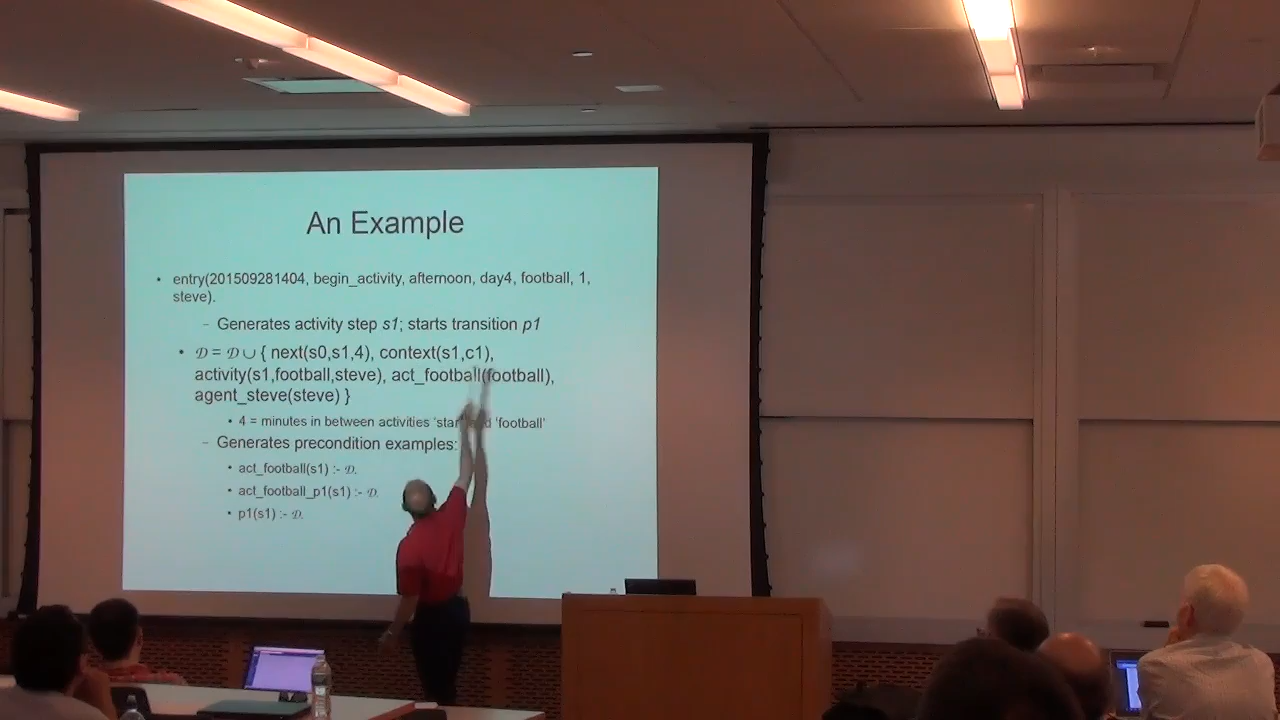 An Example
• entry(201509281404, begin_activity, afternoon, day4, football, 1,
steve).
– Generates activity step s1; starts transition p1
• 𝒟 = 𝒟 ∪ { next(s0,s1,4), context(s1,c1),
activity(s1,football,steve), act_football(football),
agent_steve(steve) }
• 4 = minutes in between activities 'football'
– Generates precondition examples:
• act_football(s1) :- 𝒟.
• act_football_p1(s1) :- 𝒟.
• p1(s1) :- 𝒟.